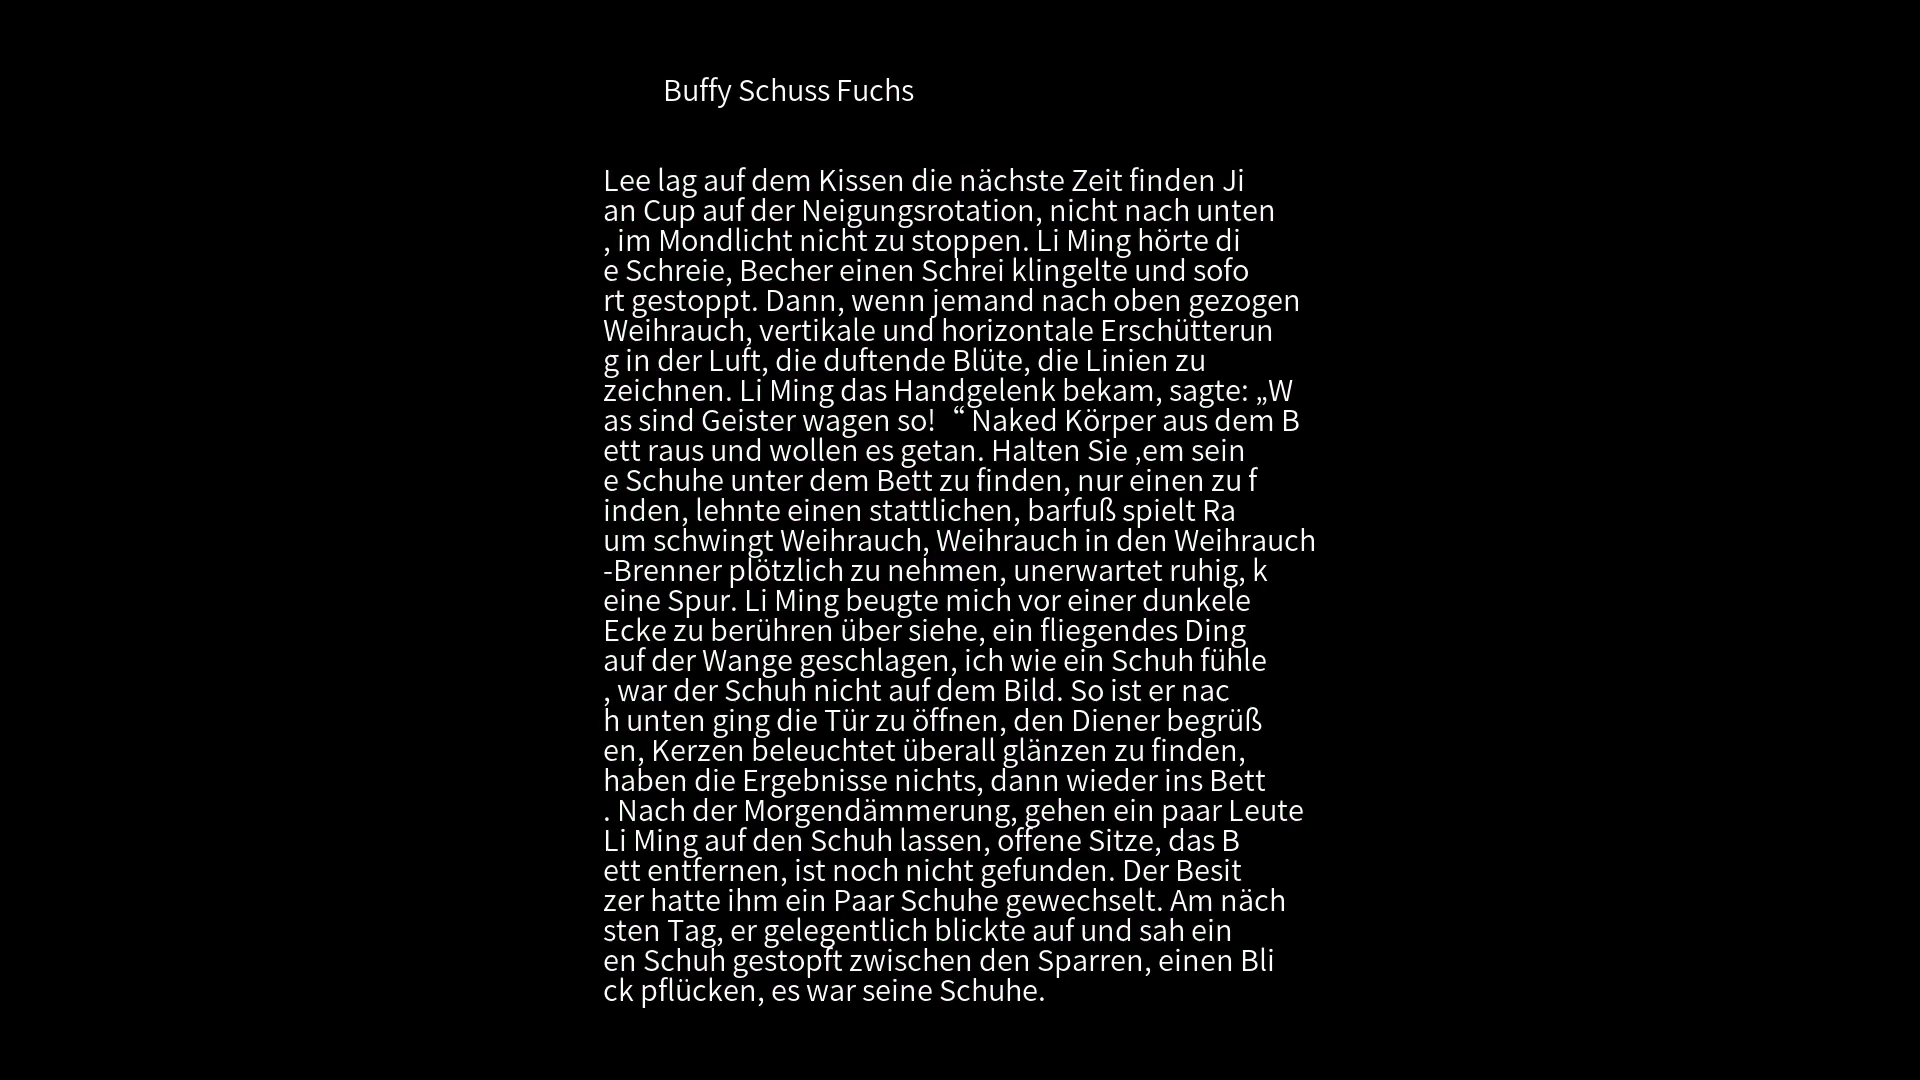 Buffy Schuss Fuchs
Lee lag auf dem Kissen die nächste Zeit finden Ji
an Cup auf der Neigungsrotation, nicht nach unten
, im Mondlicht nicht zu stoppen. Li Ming hörte di
e Schreie, Becher einen Schrei klingelte und sofo
rt gestoppt. Dann, wenn jemand nach oben gezogen
Weihrauch, vertikale und horizontale Erschütterun
g in der Luft, die duftende Blüte, die Linien zu
zeichnen. Li Ming das Handgelenk bekam, sagte: „W
as sind Geister wagen so! “ Naked Körper aus dem B
ett raus und wollen es getan. Halten Sie ,em sein
e Schuhe unter dem Bett zu finden, nur einen zu f
inden, lehnte einen stattlichen, barfuß spielt Ra
um schwingt Weihrauch, Weihrauch in den Weihrauch
-Brenner plötzlich zu nehmen, unerwartet ruhig, k
eine Spur. Li Ming beugte mich vor einer dunkele
Ecke zu berühren über siehe, ein fliegendes Ding
auf der Wange geschlagen, ich wie ein Schuh fühle
, war der Schuh nicht auf dem Bild. So ist er nac
h unten ging die Tür zu öffnen, den Diener begrüß
en, Kerzen beleuchtet überall glänzen zu finden,
haben die Ergebnisse nichts, dann wieder ins Bett
. Nach der Morgendämmerung, gehen ein paar Leute
Li Ming auf den Schuh lassen, offene Sitze, das B
ett entfernen, ist noch nicht gefunden. Der Besit
zer hatte ihm ein Paar Schuhe gewechselt. Am näch
sten Tag, er gelegentlich blickte auf und sah ein
en Schuh gestopft zwischen den Sparren, einen Bli
ck pflücken, es war seine Schuhe.